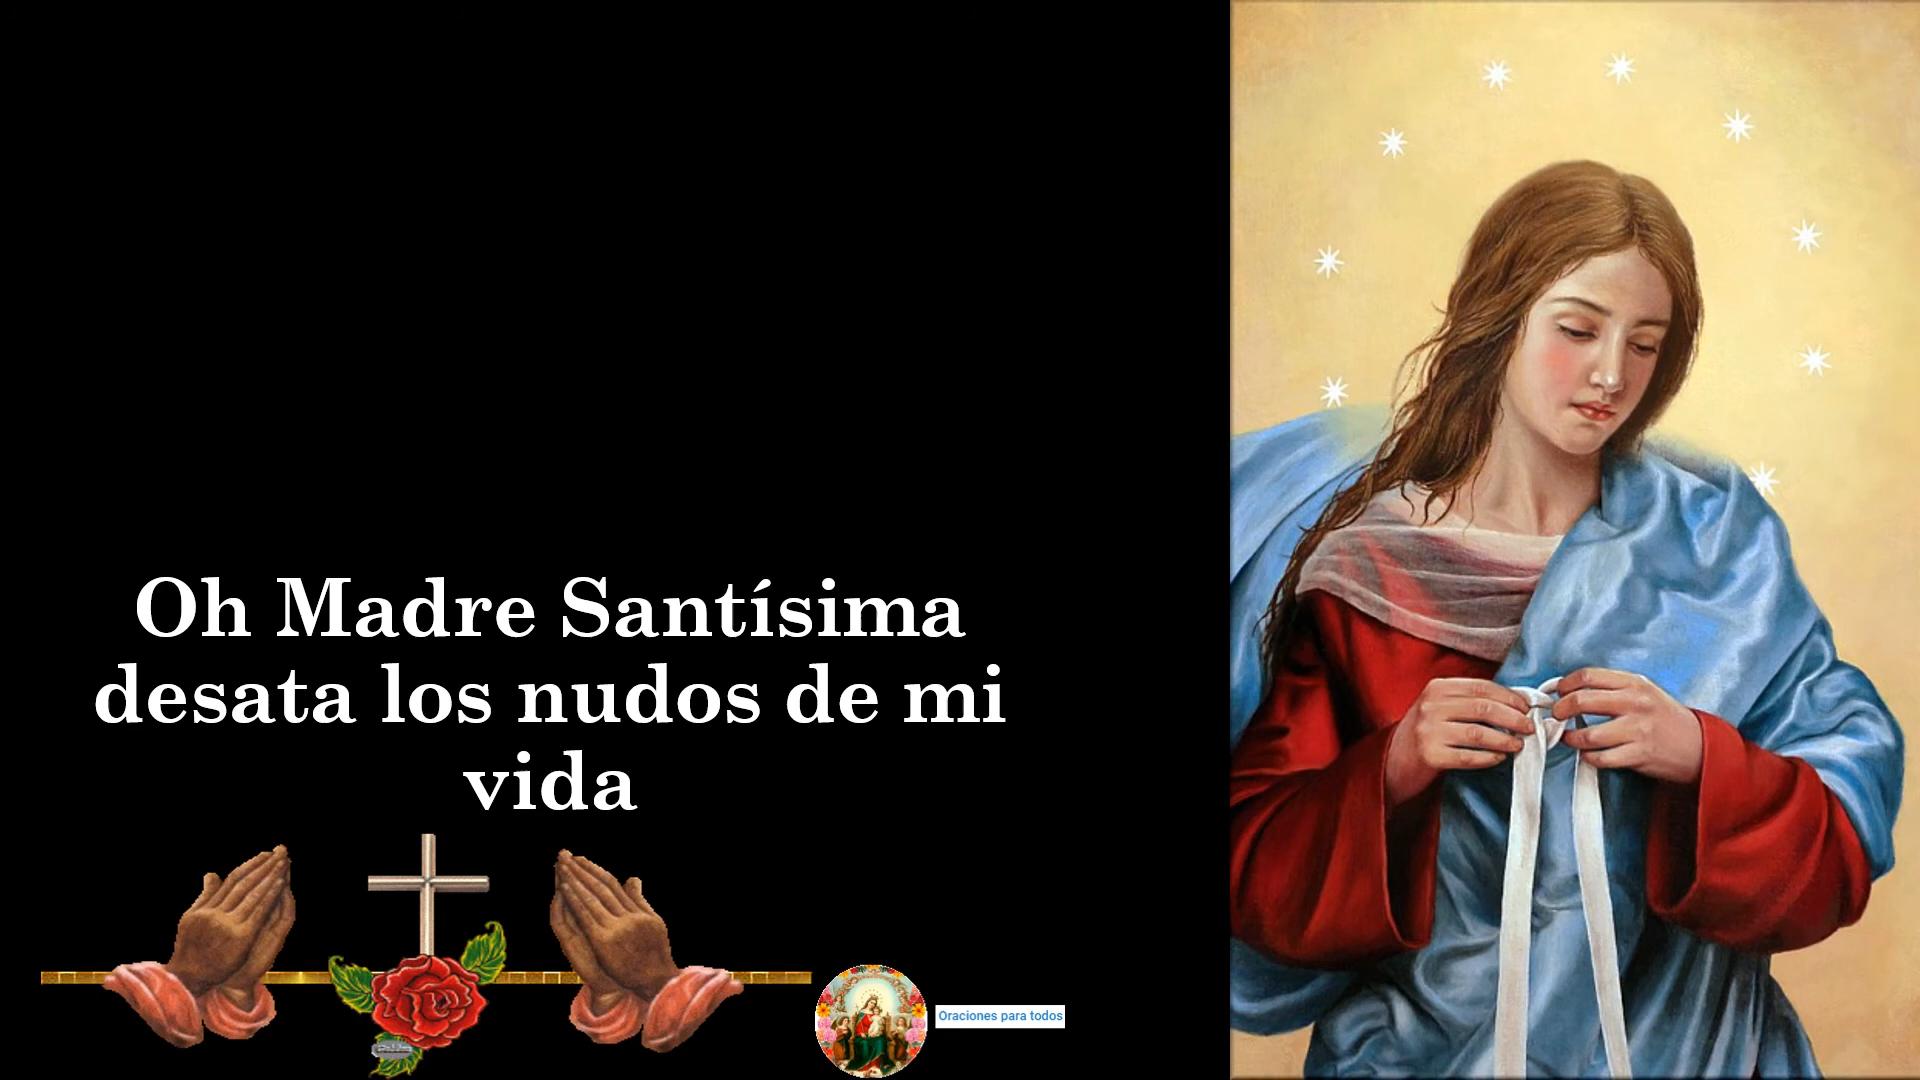 Oh Madre Santísima
desata los nudos de mi
vida
Oraciones para todos